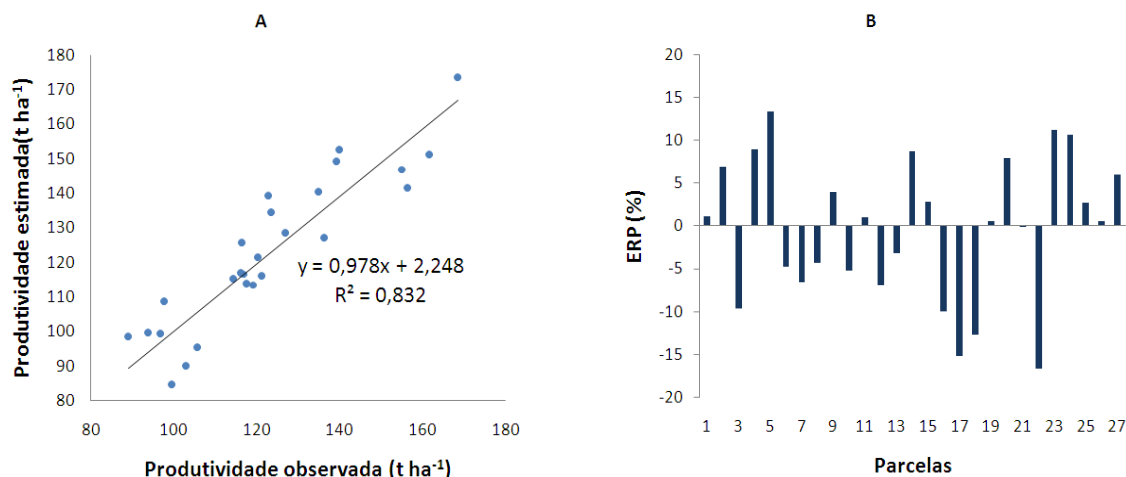 A
Produtividade estimada(t ha⁻¹)
180
170
160
150
140
130
120
110
100
90
80
y = 0,978x + 2,248
R² = 0,832
80 100 120 140 160 180
Produtividade observada (t ha⁻¹)
B
ERP (%)
20
15
10
5
0
-5
-10
-15
-20
1 3 5 7 9 11 13 15 17 19 21 23 25 27
Parcelas